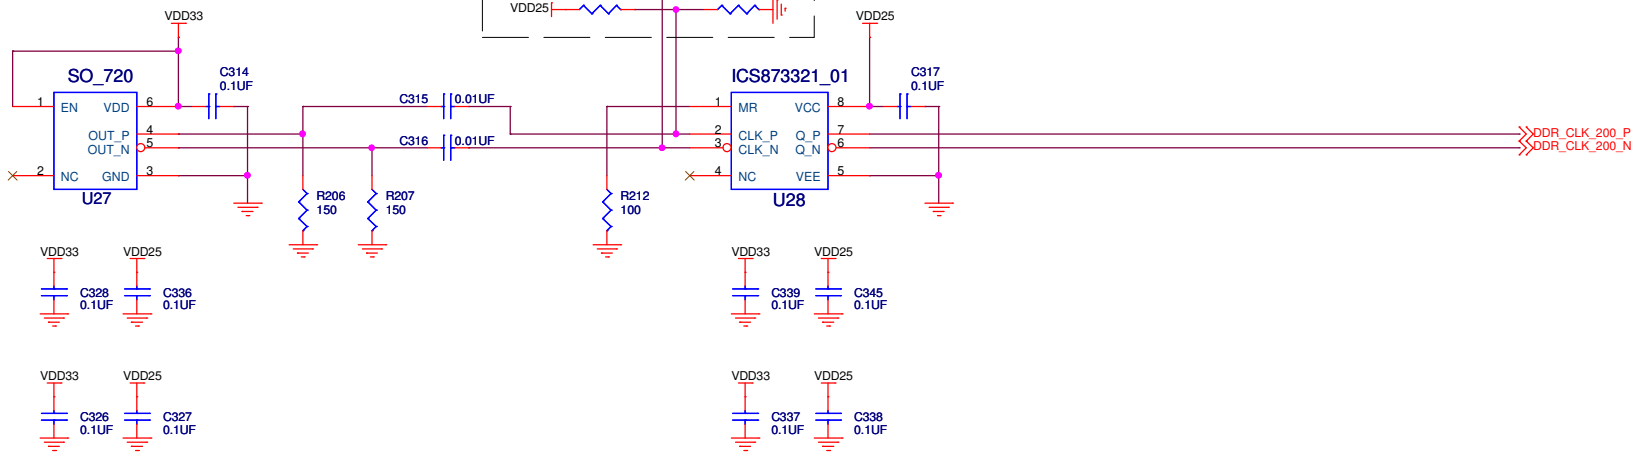 VDD25
VDD33
VDD25
SO_720
C314
0.1UF
C315
0.01UF
ICS873321_01
C317
0.1UF
1
EN
VDD
6
1
MR
VCC
8
4
OUT_P
2
CLK_P
Q_P
7
DDR_CLK_200_P
OUT_N
5
C316
0.01UF
3
CLK_N
Q_N
6
DDR_CLK_200_N
2
NC
GND
3
4
NC
VEE
5
U27
R206
150
R207
150
R212
100
U28
VDD33
VDD25
VDD33
VDD25
C328
0.1UF
C336
0.1UF
C339
0.1UF
C345
0.1UF
VDD33
VDD25
VDD33
VDD25
C326
0.1UF
C327
0.1UF
C337
0.1UF
C338
0.1UF